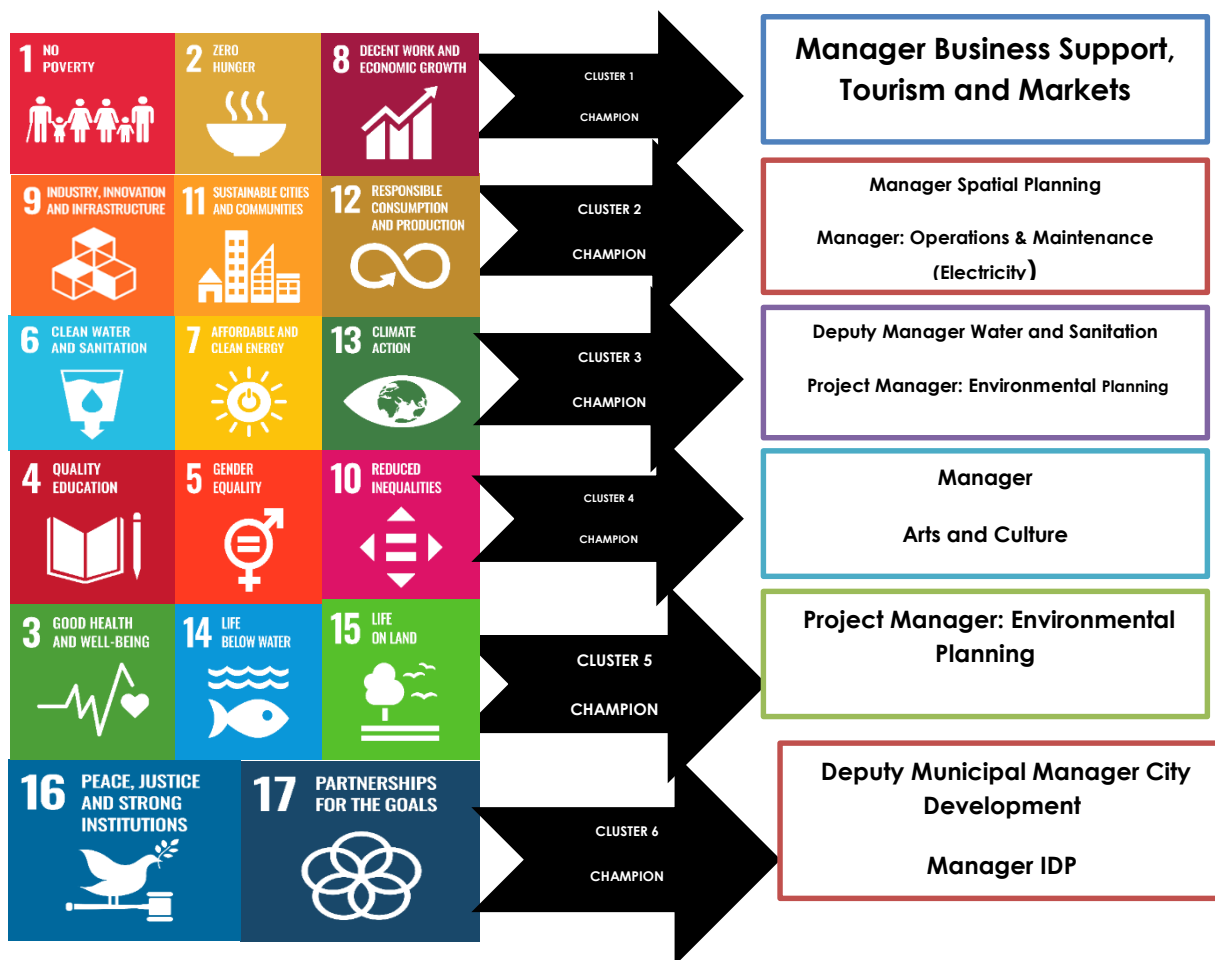 1 NO
POVERTY
2 ZERO
HUNGER
8 DECENT WORK AND
ECONOMIC GROWTH
CLUSTER 1
CHAMPION
Manager Business Support,
Tourism and Markets
9 INDUSTRY, INNOVATION
AND INFRASTRUCTURE
11 SUSTAINABLE CITIES
AND COMMUNITIES
12 RESPONSIBLE
CONSUMPTION
AND PRODUCTION
CLUSTER 2
CHAMPION
Manager Spatial Planning
Manager: Operations & Maintenance
(Electricity)
6 CLEAN WATER
AND SANITATION
7 AFFORDABLE AND
CLEAN ENERGY
13 CLIMATE
ACTION
CLUSTER 3
CHAMPION
Deputy Manager Water and Sanitation
Project Manager: Environmental Planning
4 QUALITY
EDUCATION
5 GENDER
EQUALITY
10 REDUCED
INEQUALITIES
CLUSTER 4
CHAMPION
Manager
Arts and Culture
3 GOOD HEALTH
AND WELL-BEING
14 LIFE
BELOW WATER
15 LIFE
ON LAND
CLUSTER 5
CHAMPION
Project Manager: Environmental
Planning
16 PEACE, JUSTICE
AND STRONG
INSTITUTIONS
17 PARTNERSHIPS
FOR THE GOALS
CLUSTER 6
CHAMPION
Deputy Municipal Manager City
Development
Manager IDP